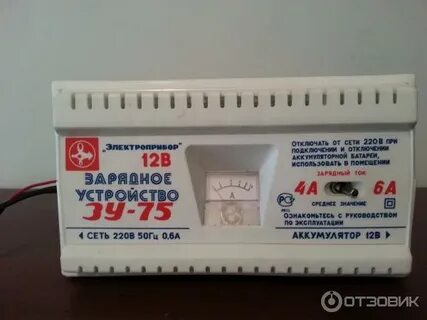 "Электроприбор"
12В
ЗАРЯДНОЕ
УСТРОЙСТВО
ЗУ-75
СЕТЬ 220В 50Гц 0,6А
А
ОТКЛЮЧАТЬ ОТ СЕТИ 220В ПРИ
ПОДКЛЮЧЕНИИ И ОТКЛЮЧЕНИИ
АККУМУЛЯТОРНОЙ БАТАРЕИ,
ИСПОЛЬЗОВАТЬ В ПОМЕЩЕНИИ
ЗАРЯДНЫЙ ТОК
4А 6А
СРЕДНЕЕ ЗНАЧЕНИЕ
ОЗНАКОМЬТЕСЬ С РУКОВОДСТВОМ
ПО ЭКСПЛУАТАЦИИ
АККУМУЛЯТОР 12В
ОТЗОВИК